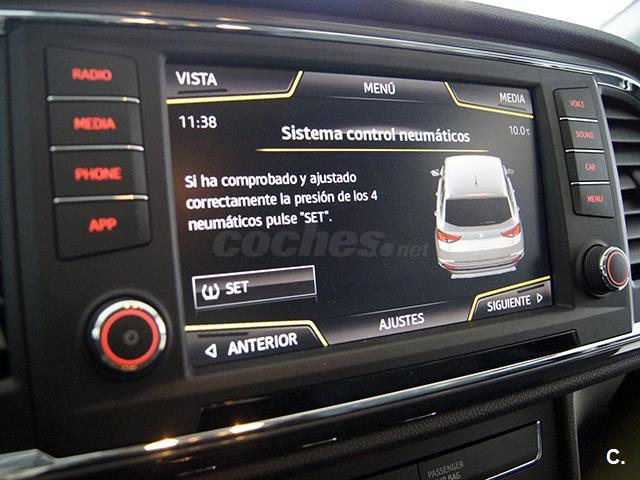 RADIO
MEDIA
PHONE
APP
VISTA
MENÚ
MEDIA
11:38
Sistema control neumáticos
10.0°C
Si ha comprobado y ajustado
correctamente la presión de los 4
neumáticos pulse "SET".
coches.net
SET
ANTERIOR
AJUSTES
SIGUIENTE
VOICE
SOUND
CAR
MENU
PASSENGER
BAG
C.